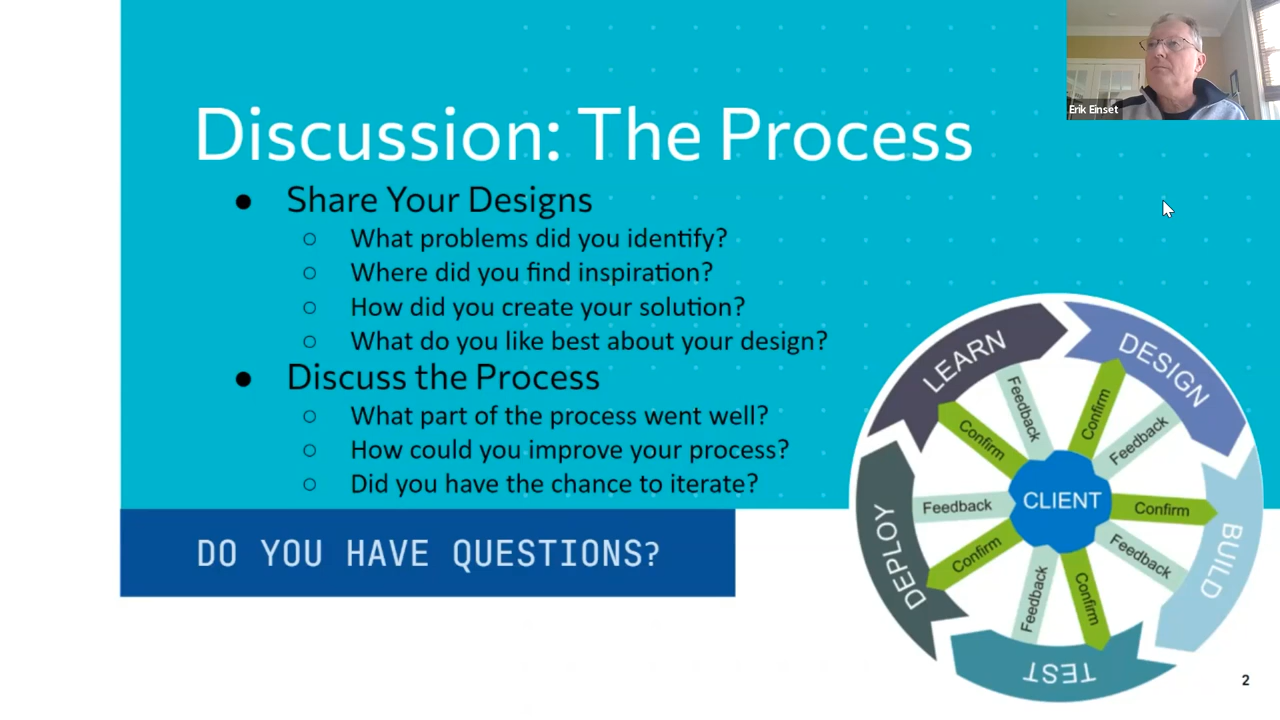 Discussion: The Process
Erik Einset
● Share Your Designs
○ What problems did you identify?
○ Where did you find inspiration?
○ How did you create your solution?
○ What do you like best about your design?
● Discuss the Process
○ What part of the process went well?
○ How could you improve your process?
○ Did you have the chance to iterate?
DO YOU HAVE QUESTIONS?
LEARN
DESIGN
BUILD
TEST
DEPLOY
CLIENT
Feedback
Confirm
Feedback
Confirm
Feedback
Confirm
Feedback
Confirm
Feedback
Confirm
2